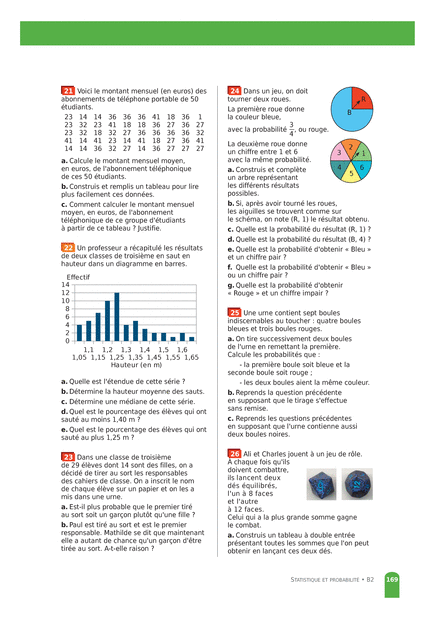 21 Voici le montant mensuel (en euros) des
abonnements de téléphone portable de 50
étudiants.
23 14 14 36 36 36 41 18 36 1
23 32 23 41 18 18 36 27 36 27
23 32 18 32 27 36 36 36 36 32
41 14 41 23 14 41 18 27 36 41
14 14 36 32 27 14 36 27 27 27
a. Calcule le montant mensuel moyen,
en euros, de l'abonnement téléphonique
de ces 50 étudiants.
b. Construis et remplis un tableau pour lire
plus facilement ces données.
c. Comment calculer le montant mensuel
moyen, en euros, de l'abonnement
téléphonique de ce groupe d'étudiants
à partir de ce tableau ? Justifie.
22 Un professeur a récapitulé les résultats
de deux classes de troisième en saut en
hauteur dans un diagramme en barres.
Effectif
14
12
10
8
6
4
2
0
1,1 1,2 1,3 1,4 1,5 1,6
1,05 1,15 1,25 1,35 1,45 1,55 1,65
Hauteur (en m)
a. Quelle est l'étendue de cette série ?
b. Détermine la hauteur moyenne des sauts.
c. Détermine une médiane de cette série.
d. Quel est le pourcentage des élèves qui ont
sauté au moins 1,40 m ?
e. Quel est le pourcentage des élèves qui ont
sauté au plus 1,25 m ?
23 Dans une classe de troisième
de 29 élèves dont 14 sont des filles, on a
décidé de tirer au sort les responsables
des cahiers de classe. On a inscrit le nom
de chaque élève sur un papier et on les a
mis dans une urne.
a. Est-il plus probable que le premier tiré
au sort soit un garçon plutôt qu'une fille ?
b. Paul est tiré au sort et est le premier
responsable. Mathilde se dit que maintenant
elle a autant de chance qu'un garçon d'être
tirée au sort. A-t-elle raison ?
24 Dans un jeu, on doit
tourner deux roues.
La première roue donne
la couleur bleue,
avec la probabilité 3/4, ou rouge.
R
B
La deuxième roue donne
un chiffre entre 1 et 6
avec la même probabilité.
2
3
1
4
6
5
a. Construis et complète
un arbre représentant
les différents résultats
possibles.
b. Si, après avoir tourné les roues,
les aiguilles se trouvent comme sur
le schéma, on note (R, 1) le résultat obtenu.
c. Quelle est la probabilité du résultat (R, 1) ?
d. Quelle est la probabilité du résultat (B, 4) ?
e. Quelle est la probabilité d'obtenir « Bleu »
et un chiffre pair ?
f. Quelle est la probabilité d'obtenir « Bleu »
ou un chiffre pair ?
g. Quelle est la probabilité d'obtenir
« Rouge » et un chiffre impair ?
25 Une urne contient sept boules
indiscernables au toucher : quatre boules
bleues et trois boules rouges.
a. On tire successivement deux boules
de l'urne en remettant la première.
Calcule les probabilités que :
- la première boule soit bleue et la
seconde boule soit rouge ;
- les deux boules aient la même couleur.
b. Reprends la question précédente
en supposant que le tirage s'effectue
sans remise.
c. Reprends les questions précédentes
en supposant que l'urne contienne aussi
deux boules noires.
26 Ali et Charles jouent à un jeu de rôle.
À chaque fois qu'ils
doivent combattre,
ils lancent deux
dés équilibrés,
l'un à 8 faces
et l'autre
à 12 faces.
Celui qui a la plus grande somme gagne
le combat.
a. Construis un tableau à double entrée
présentant toutes les sommes que l'on peut
obtenir en lançant ces deux dés.
STATISTIQUE ET PROBABILITÉ • B2
169